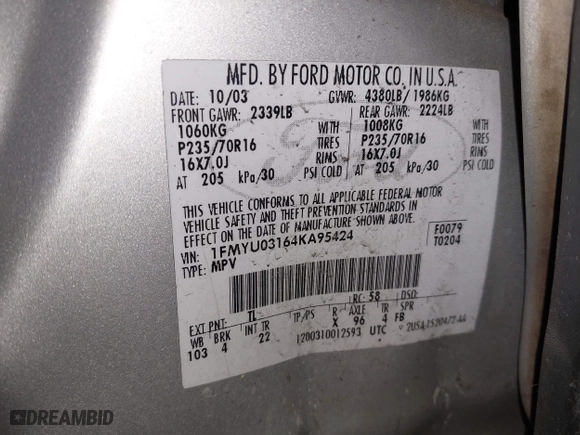 MFD. BY FORD MOTOR CO. IN U.S.A.
DATE: 10/03 GVWR: 4380LB/ 1986KG
FRONT GAWR: 2339LB REAR GAWR: 2224LB
1060KG WITH 1008KG WITH
P235/70R16 TIRES P235/70R16 TIRES
16X7.0J RIMS 16X7.0J RIMS
AT 205 kPa/30 PSI COLD AT 205 kPa/30 PSI COLD
THIS VEHICLE CONFORMS TO ALL APPLICABLE FEDERAL MOTOR
VEHICLE SAFETY AND THEFT PREVENTION STANDARDS IN
EFFECT ON THE DATE OF MANUFACTURE SHOWN ABOVE.
VIN: 1FMYU03164KA95424 F0079
TYPE: MPV T0204
EXT PNT: TL RC: 58 DSO:
WB BRK INT TR TP/PS R AXLE TR SPR
103 4 22 X 96 4 FB
1200310012593 UTC
Ford
DREAMBID